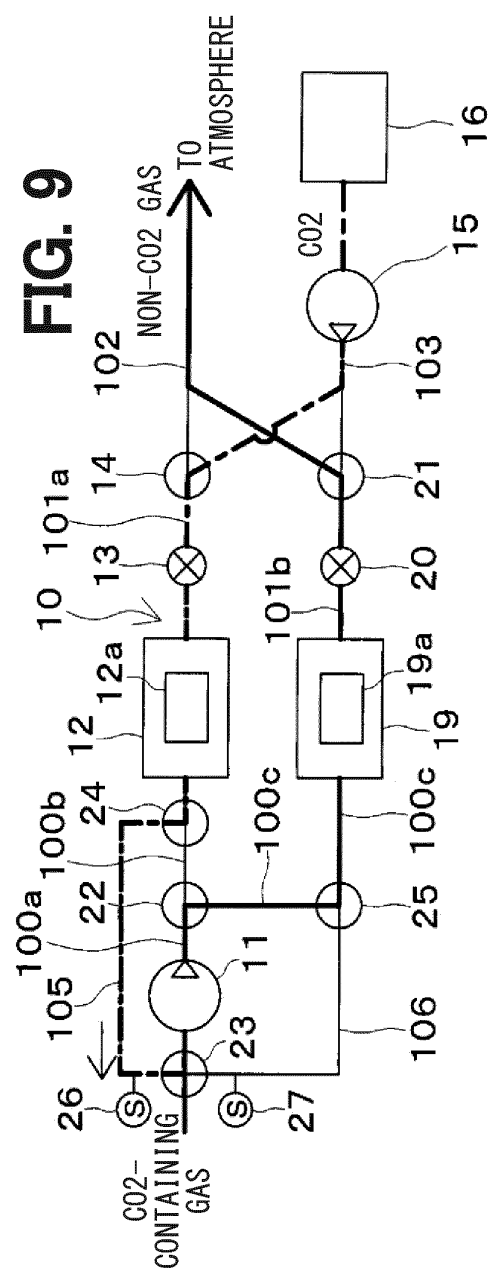 FIG. 9
NON-CO2 GAS
TO
ATMOSPHERE
102
14
101a
13
10
12a
12
24
100b
22
100a
105
26
S
CO2-
CONTAINING
GAS
23
11
S
27
106
25
100c
100c
19
19a
101b
20
21
103
15
CO2
16